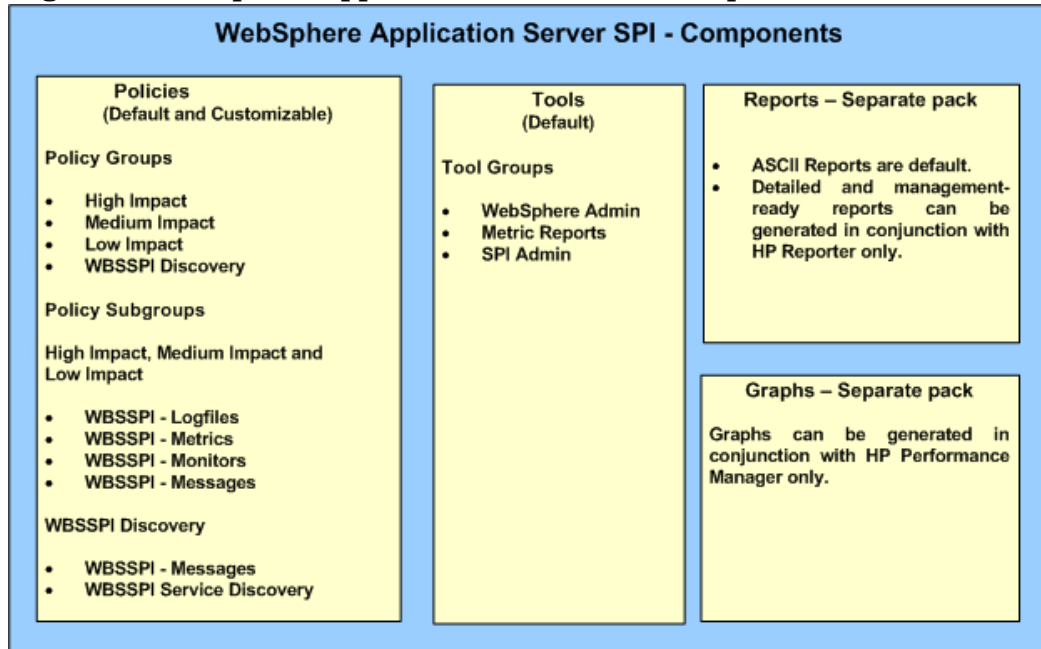 WebSphere Application Server SPI - Components
Policies
(Default and Customizable)
Policy Groups
• High Impact
• Medium Impact
• Low Impact
• WBSSPI Discovery
Policy Subgroups
High Impact, Medium Impact and
Low Impact
• WBSSPI - Logfiles
• WBSSPI - Metrics
• WBSSPI - Monitors
• WBSSPI - Messages
WBSSPI Discovery
• WBSSPI - Messages
• WBSSPI Service Discovery
Tools
(Default)
Tool Groups
• WebSphere Admin
• Metric Reports
• SPI Admin
Reports – Separate pack
• ASCII Reports are default.
• Detailed and management-
ready reports can be
generated in conjunction with
HP Reporter only.
Graphs – Separate pack
Graphs can be generated in
conjunction with HP Performance
Manager only.